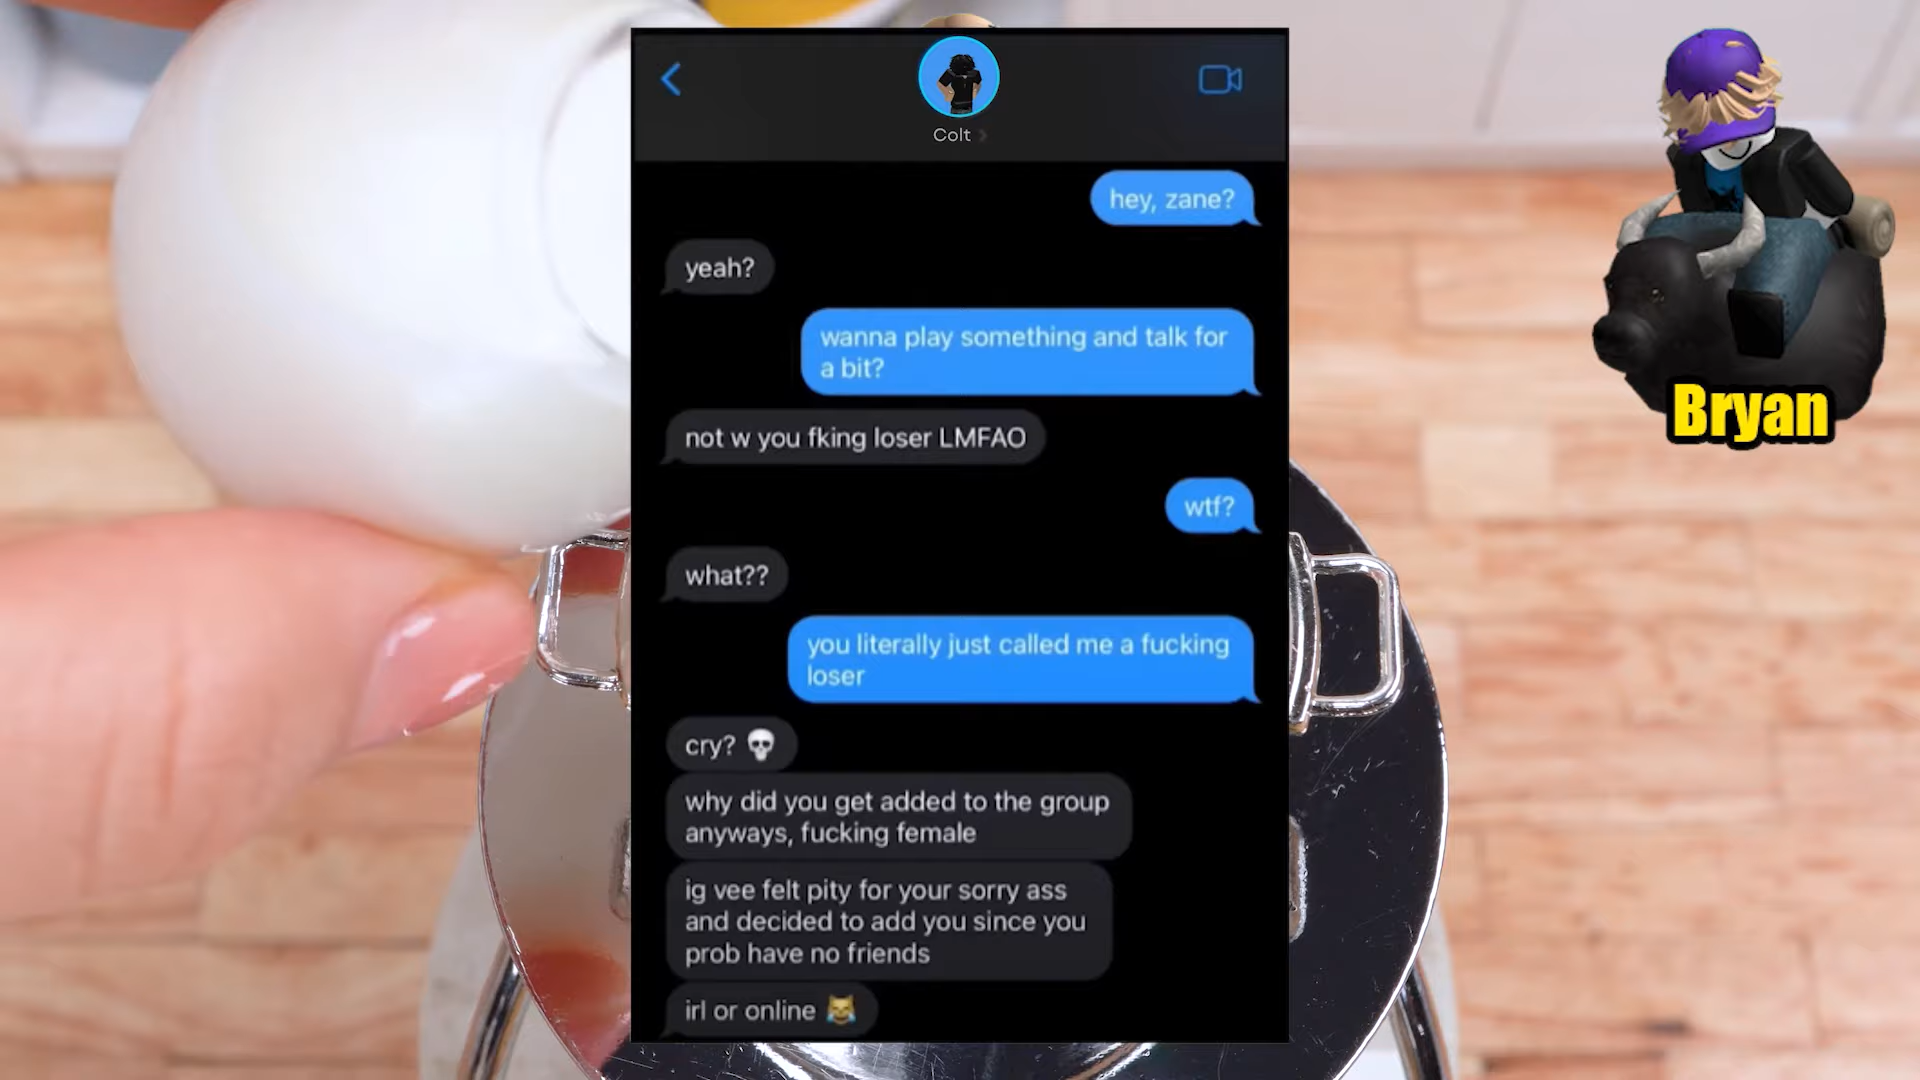 Colt
hey, zane?
yeah?
wanna play something and talk for
a bit?
not w you fking loser LMFAO
wtf?
what??
you literally just called me a fucking
loser
cry? 💀
why did you get added to the group
anyways, fucking female
ig vee felt pity for your sorry ass
and decided to add you since you
prob have no friends
irl or online 😹
Bryan